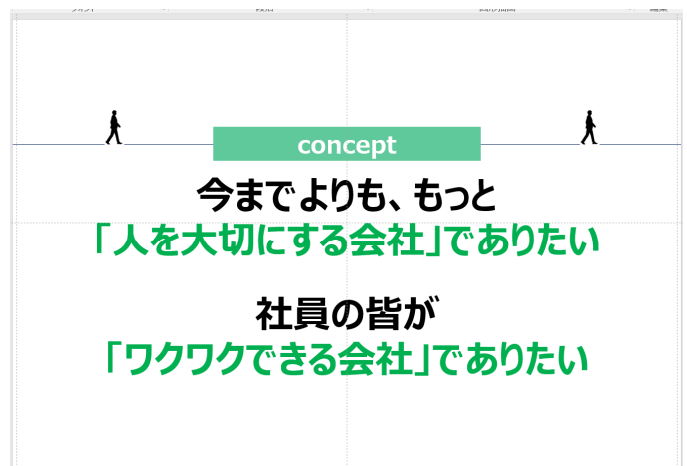 concept
今までよりも、もっと
「人を大切にする会社」でありたい
社員の皆が
「ワクワクできる会社」でありたい